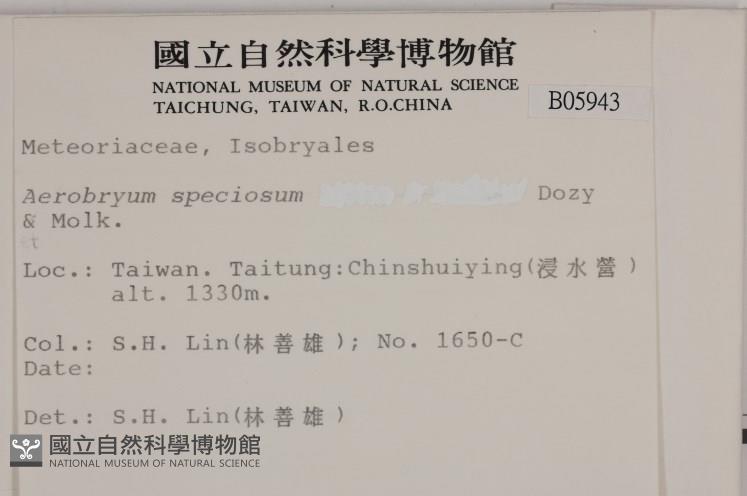 國立自然科學博物館
NATIONAL MUSEUM OF NATURAL SCIENCE
TAICHUNG, TAIWAN, R.O.CHINA
B05943
Meteoriaceae, Isobryales
Aerobryum speciosum Dozy
& Molk.
Loc.: Taiwan. Taitung:Chinshuiying(浸水營)
alt. 1330m.
Col.: S.H. Lin(林善雄); No. 1650-C
Date:
Det.: S.H. Lin(林善雄)
國立自然科學博物館
NATIONAL MUSEUM OF NATURAL SCIENCE